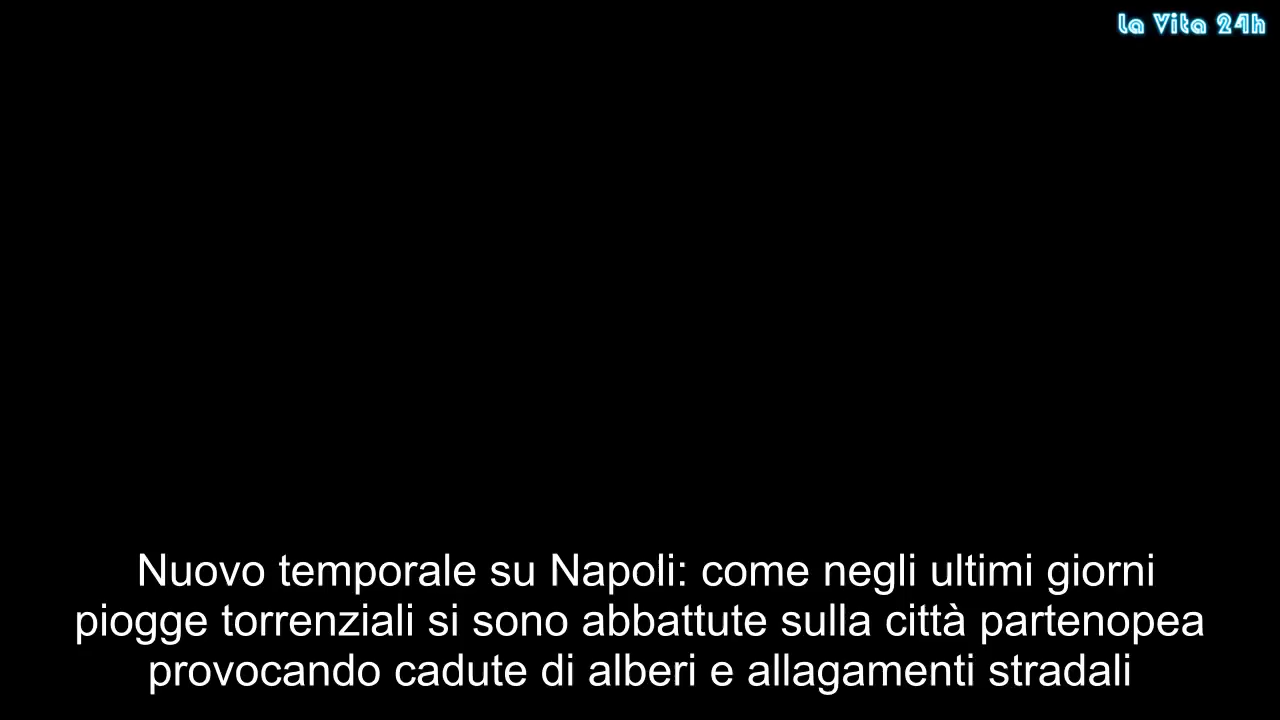 La Vita 24h
Nuovo temporale su Napoli: come negli ultimi giorni
piogge torrenziali si sono abbattute sulla città partenopea
provocando cadute di alberi e allagamenti stradali